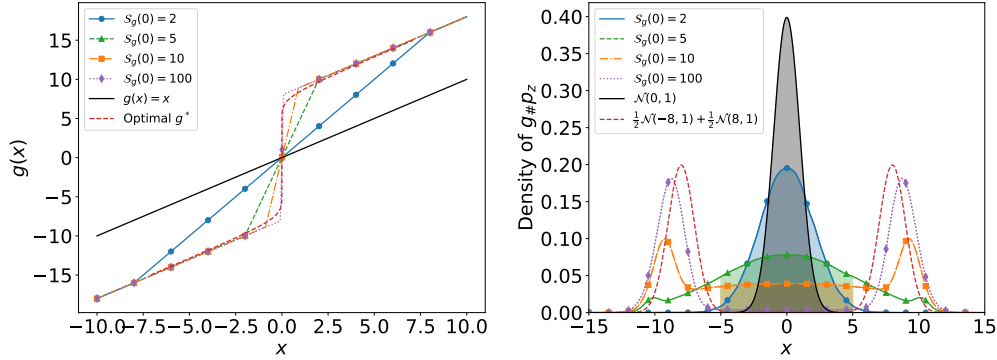 g(x)
15
10
5
0
−5
−10
−15
𝒮g(0) = 2
𝒮g(0) = 5
𝒮g(0) = 10
𝒮g(0) = 100
g(x) = x
Optimal g*
−10.0 −7.5 −5.0 −2.5 0.0 2.5 5.0 7.5 10.0
x
Density of g#pz
0.40
0.35
0.30
0.25
0.20
0.15
0.10
0.05
0.00
𝒮g(0) = 2
𝒮g(0) = 5
𝒮g(0) = 10
𝒮g(0) = 100
𝒩(0, 1)
½𝒩(−8, 1) + ½𝒩(8, 1)
−15 −10 −5 0 5 10 15
x